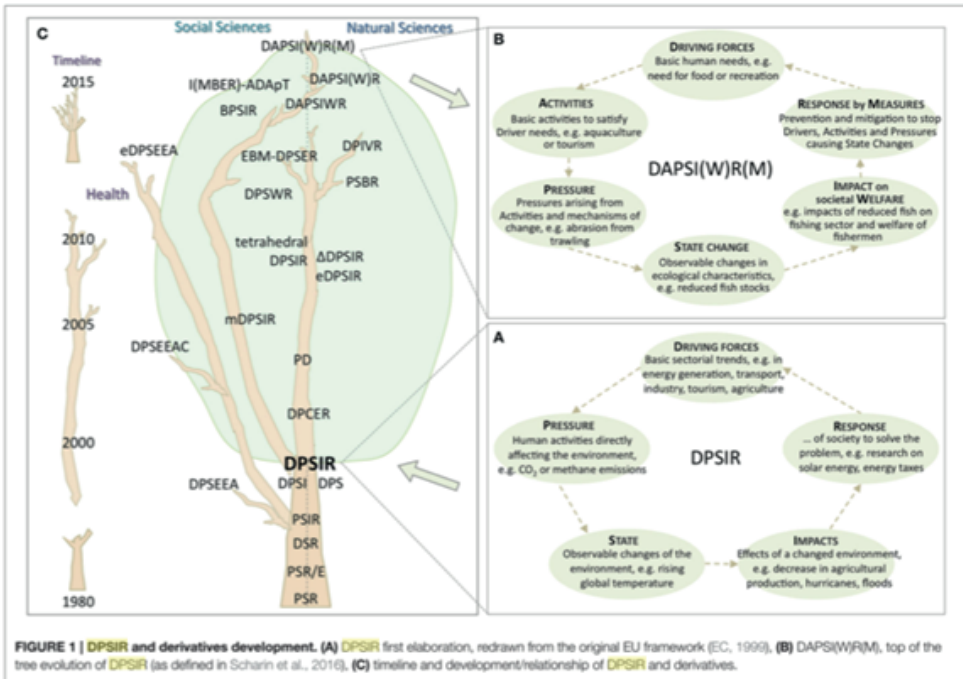 C
Social Sciences
Natural Sciences
DAPSI(W)R(M)
Timeline
2015
I(MBER)-ADApT
DAPSI(W)R
BPSIR
DAPSIWR
eDPSEEA
EBM-DPSER
DPIVR
Health
DPSWR
PSBR
2010
tetrahedral
DPSIR
ΔDPSIR
eDPSIR
2005
mDPSIR
DPSEEAC
PD
DPCER
2000
DPSIR
DPSEEA
DPSI
DPS
PSIR
DSR
PSR/E
1980
PSR
B
DRIVING FORCES
Basic human needs, e.g.
need for food or recreation
ACTIVITIES
Basic activities to satisfy
Driver needs, e.g. aquaculture
or tourism
RESPONSE by MEASURES
Prevention and mitigation to stop
Drivers, Activities and Pressures
causing State Changes
DAPSI(W)R(M)
PRESSURE
Pressures arising from
Activities and mechanisms of
change, e.g. abrasion from
trawling
IMPACT on
societal WELFARE
e.g. impacts of reduced fish on
fishing sector and welfare of
fishermen
STATE CHANGE
Observable changes in
ecological characteristics,
e.g. reduced fish stocks
A
DRIVING FORCES
Basic sectorial trends, e.g. in
energy generation, transport,
industry, tourism, agriculture
PRESSURE
Human activities directly
affecting the environment,
e.g. CO₂ or methane emissions
RESPONSE
... of society to solve the
problem, e.g. research on
solar energy, energy taxes
DPSIR
STATE
Observable changes of the
environment, e.g. rising
global temperature
IMPACTS
Effects of a changed environment,
e.g. decrease in agricultural
production, hurricanes, floods
FIGURE 1 | DPSIR and derivatives development. (A) DPSIR first elaboration, redrawn from the original EU framework (EC, 1999), (B) DAPSI(W)R(M), top of the
tree evolution of DPSIR (as defined in Scharin et al., 2016), (C) timeline and development/relationship of DPSIR and derivatives.